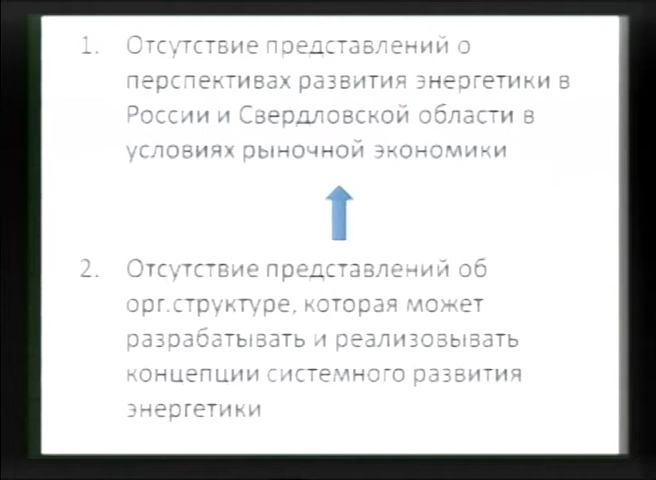 1. Отсутствие представлений о
перспективах развития энергетики в
России и Свердловской области в
условиях рыночной экономики
2. Отсутствие представлений об
орг.структуре, которая может
разрабатывать и реализовывать
концепции системного развития
энергетики